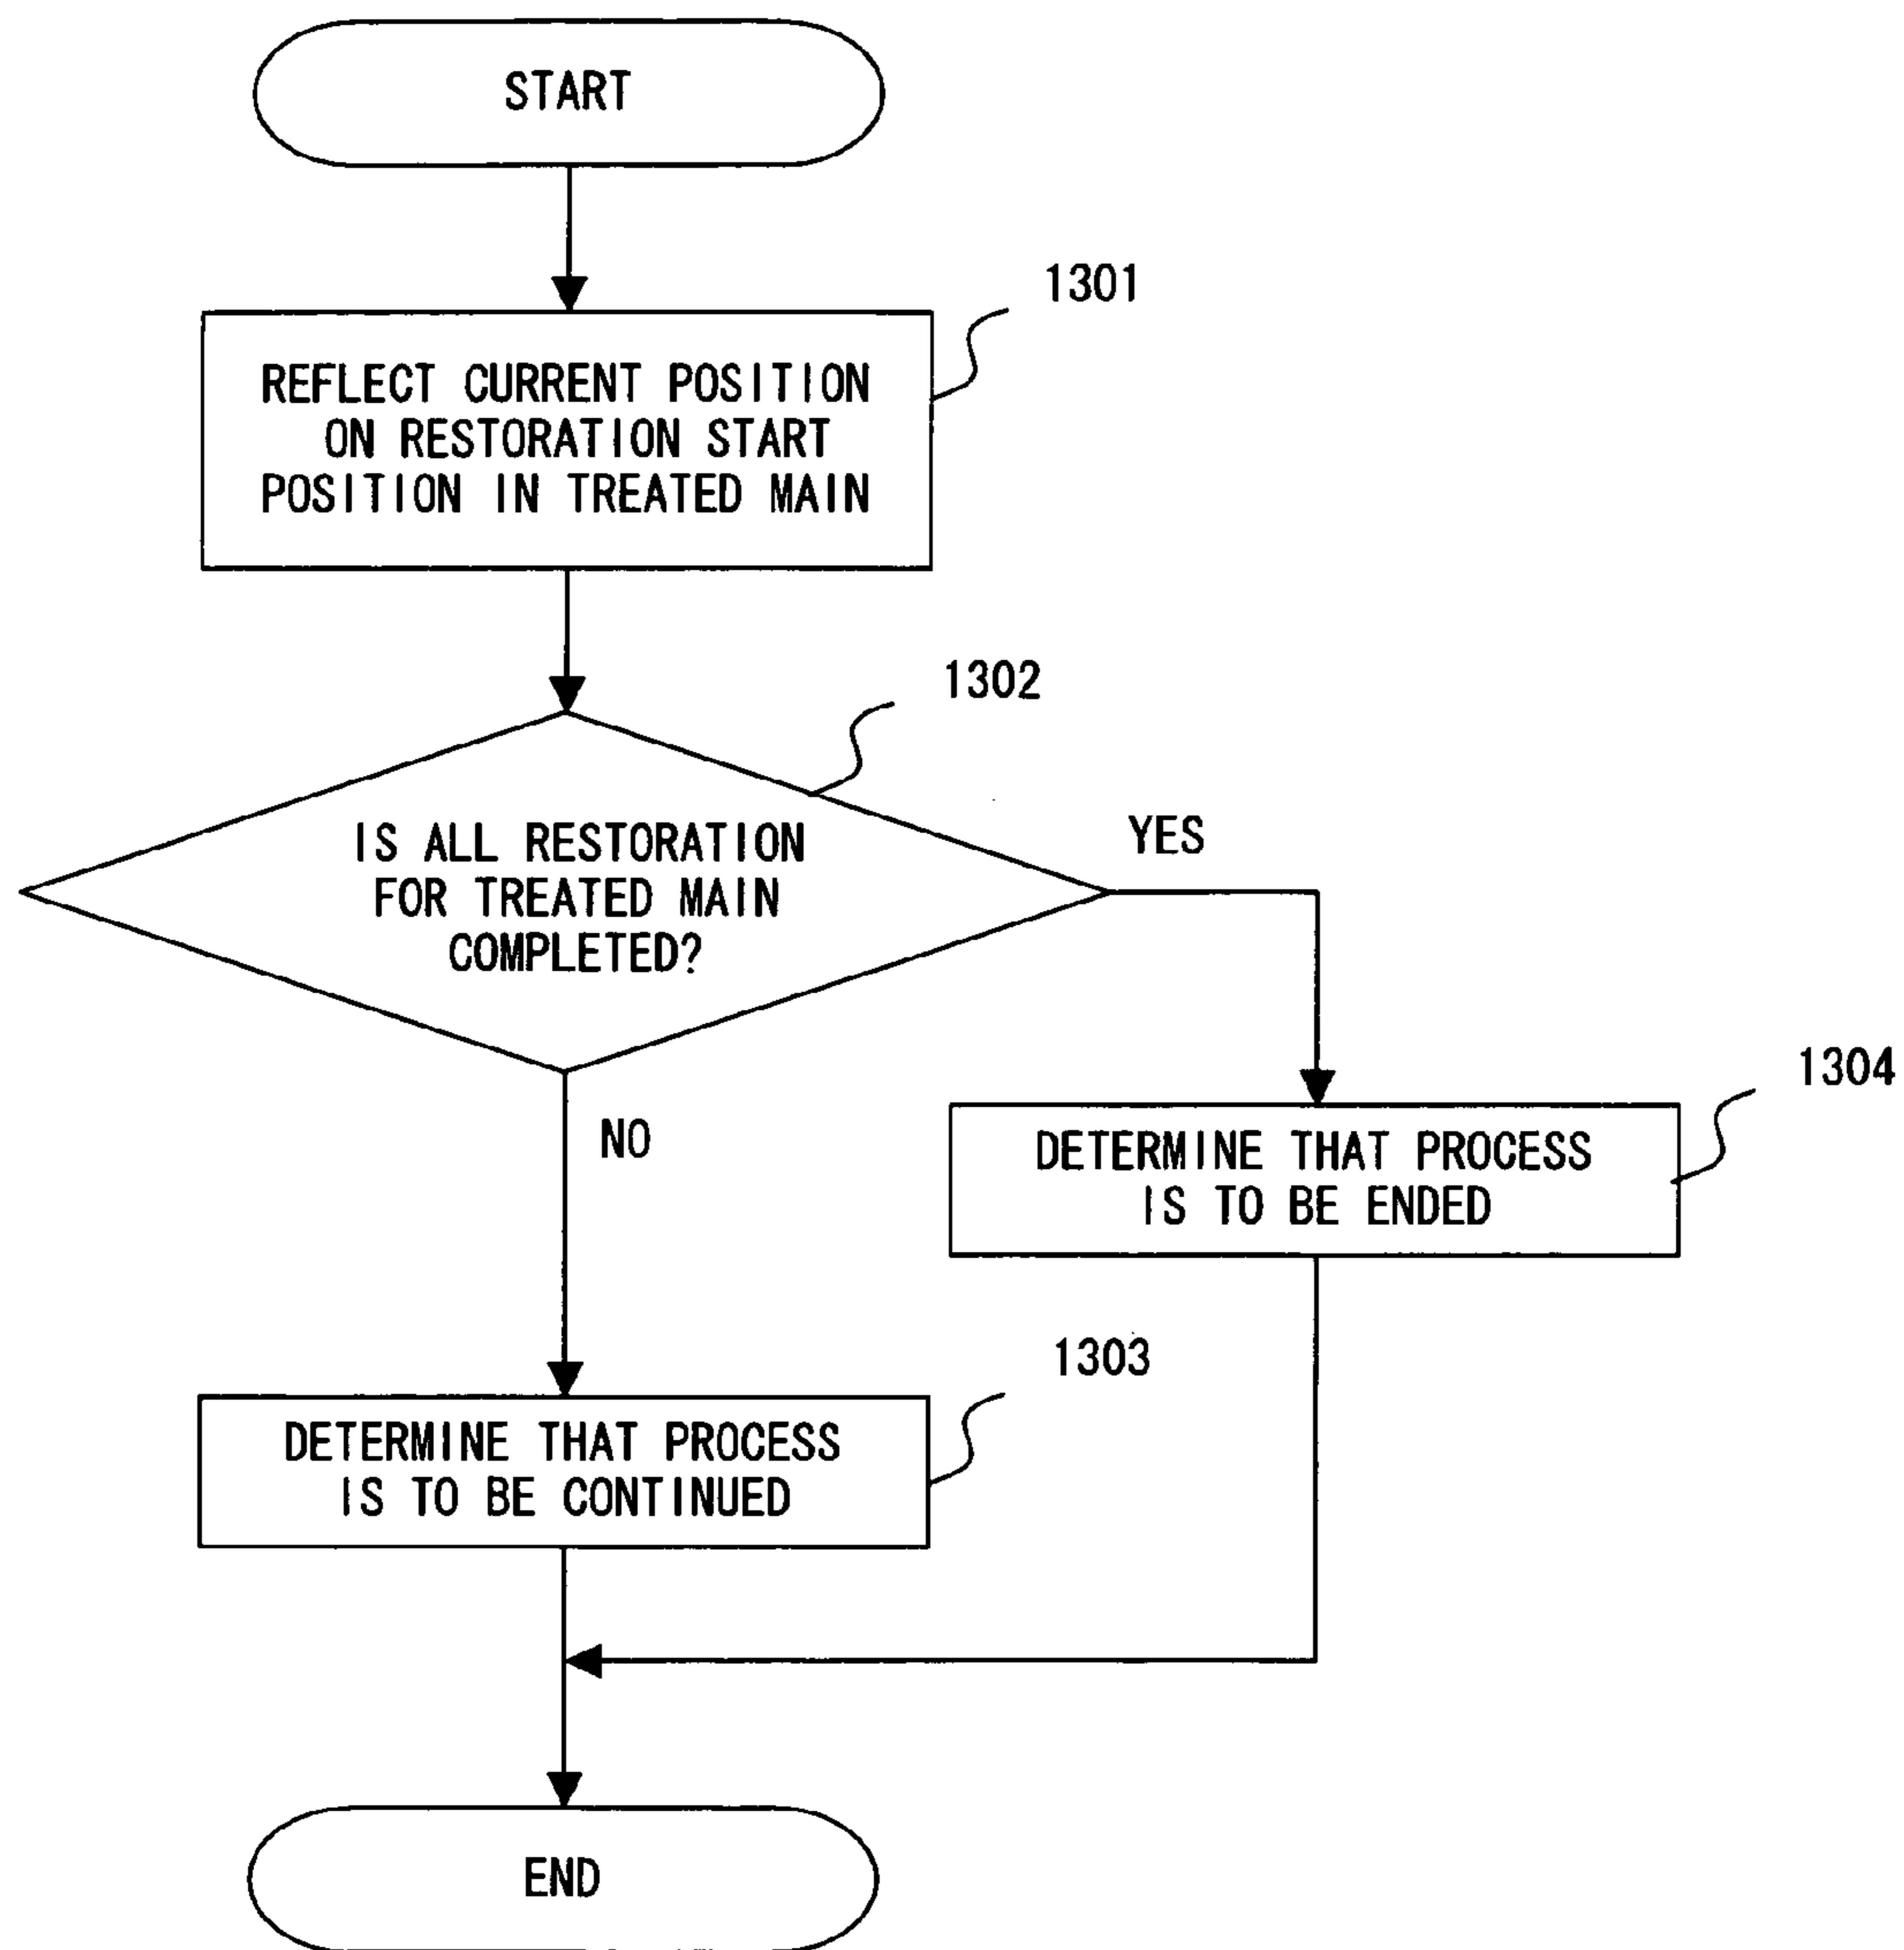 START
1301
REFLECT CURRENT POSITION
ON RESTORATION START
POSITION IN TREATED MAIN
1302
IS ALL RESTORATION
FOR TREATED MAIN
COMPLETED?
YES
NO
1304
DETERMINE THAT PROCESS
IS TO BE ENDED
1303
DETERMINE THAT PROCESS
IS TO BE CONTINUED
END